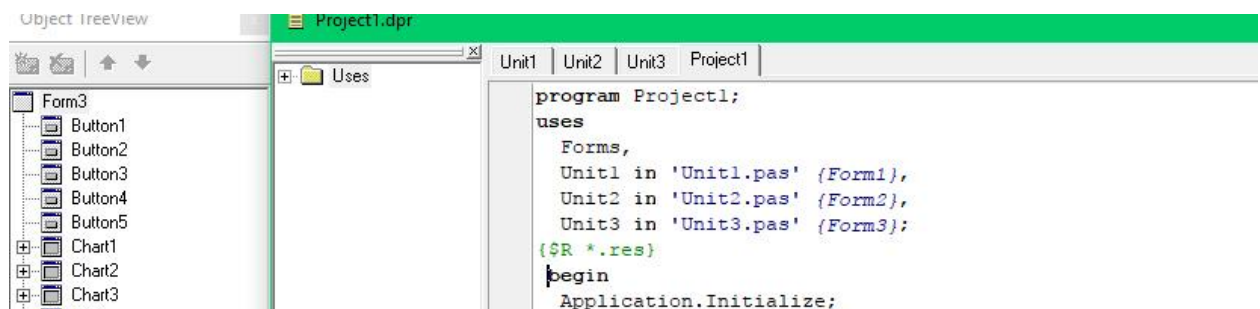 Object TreeView
Form3
Button1
Button2
Button3
Button4
Button5
Chart1
Chart2
Chart3
Project1.dpr
Uses
Unit1 Unit2 Unit3 Project1
program Project1;
uses
Forms,
Unit1 in 'Unit1.pas' {Form1},
Unit2 in 'Unit2.pas' {Form2},
Unit3 in 'Unit3.pas' {Form3};
{$R *.res}
begin
Application.Initialize;